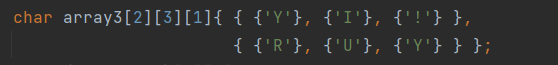 char array3[2][3][1]{ { {'Y'}, {'I'}, {'!'} },
{ {'R'}, {'U'}, {'Y'} } };